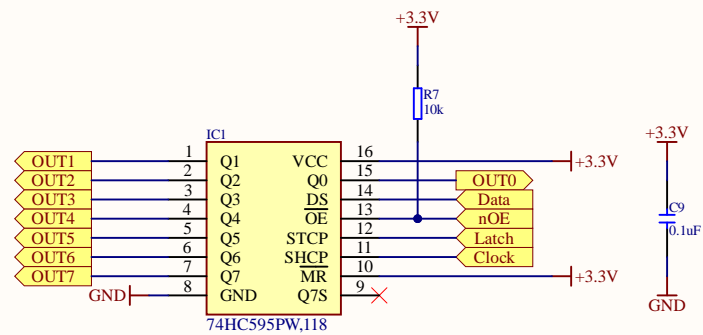 +3.3V
R7
10k
IC1
OUT1 1 Q1 VCC 16 +3.3V
OUT2 2 Q2 Q0 15 OUT0
OUT3 3 Q3 DS 14 Data
OUT4 4 Q4 OE 13 nOE
OUT5 5 Q5 STCP 12 Latch
OUT6 6 Q6 SHCP 11 Clock
OUT7 7 Q7 MR 10 +3.3V
GND 8 GND Q7S 9
74HC595PW,118
+3.3V
C9
0.1uF
GND